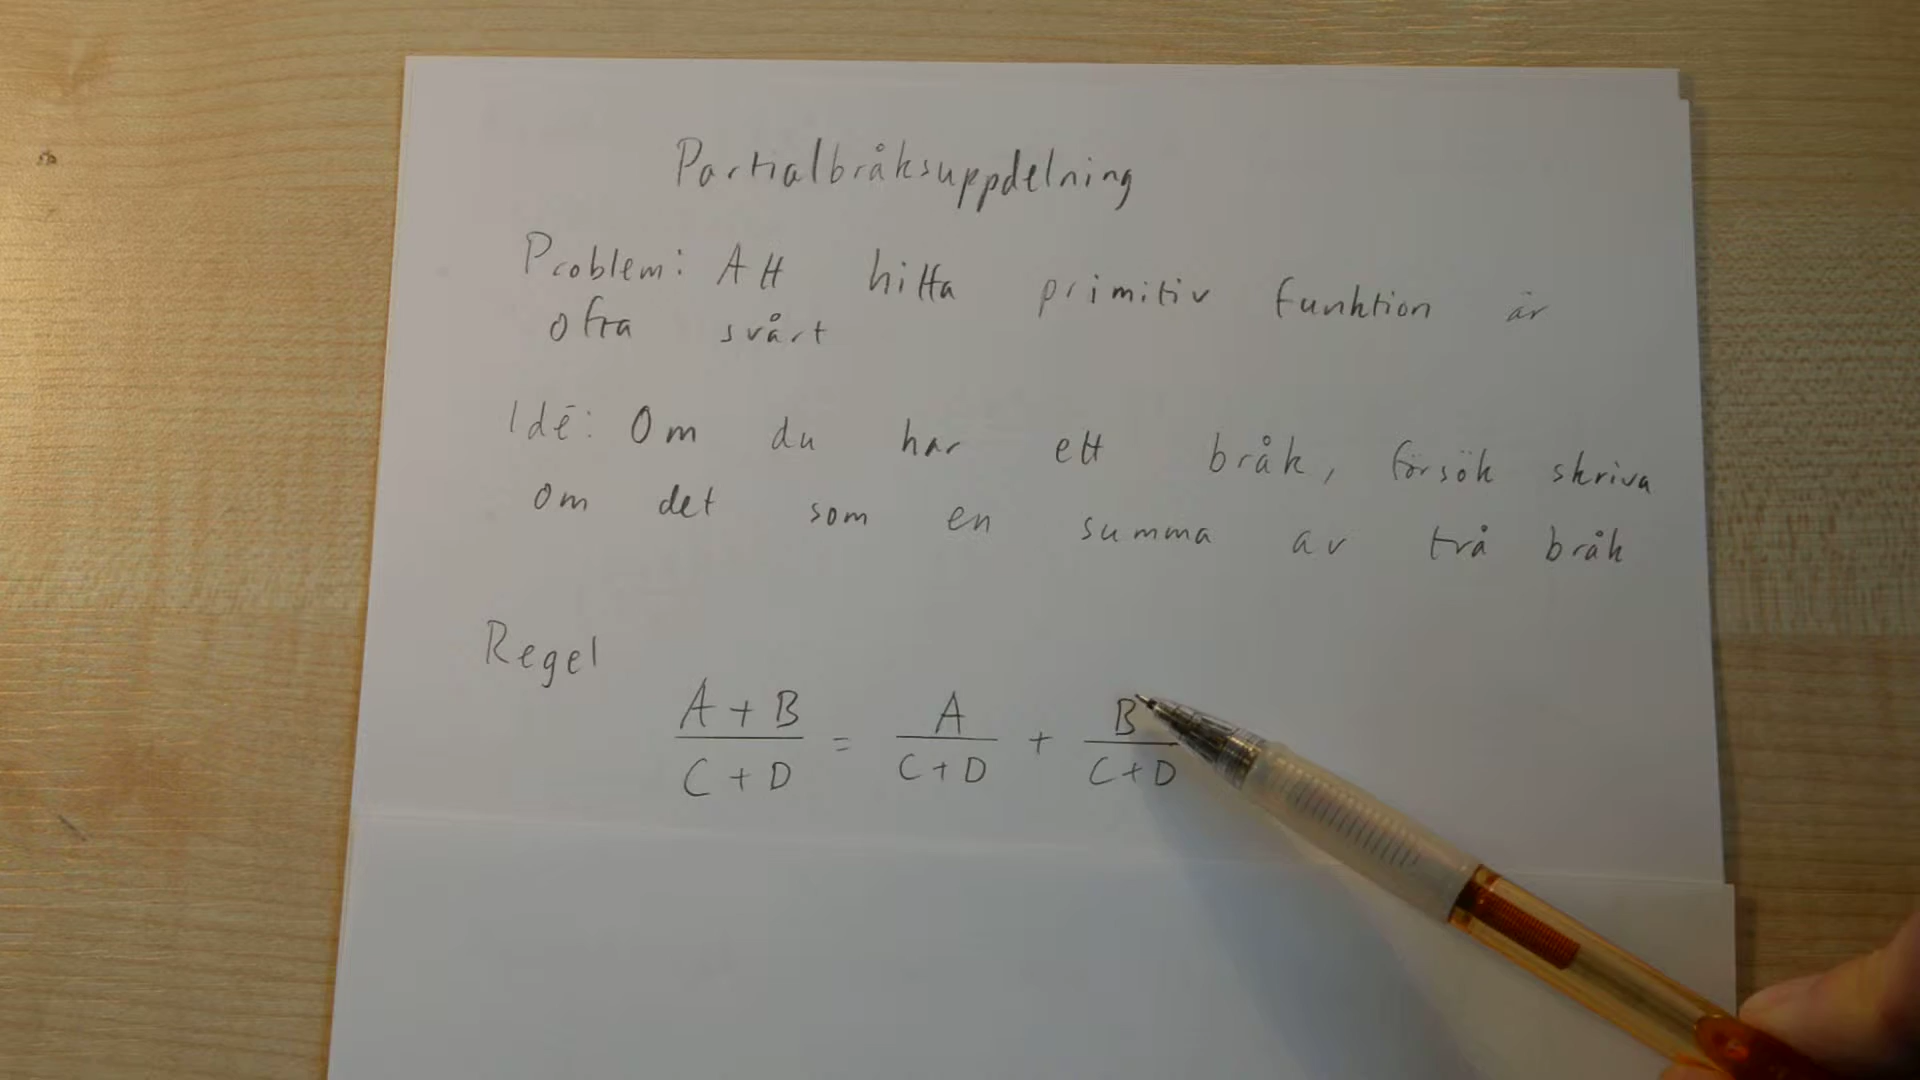 Partialbråksuppdelning
Problem: Att hitta primitiv funktion är
ofta svårt
Idé: Om du har ett bråk, försök skriva
om det som en summa av två bråk
Regel
A + B / C + D = A / C + D + B / C + D